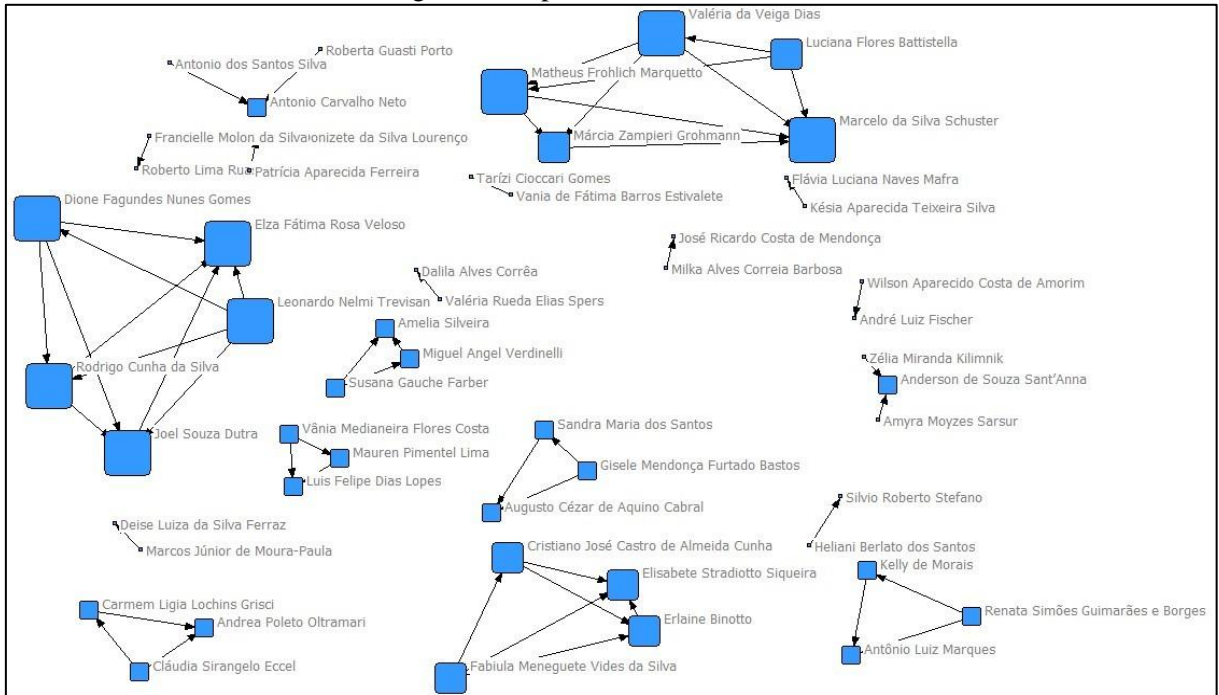 Valéria da Veiga Dias
Luciana Flores Battistella
Roberta Guasti Porto
Antonio dos Santos Silva
Matheus Frohlich Marquetto
Antonio Carvalho Neto
Marcelo da Silva Schuster
Francielle Molon da Silva onizete da Silva Lourenço
Márcia Zampieri Grohmann
Roberto Lima Rua Patrícia Aparecida Ferreira
Tarízi Cioccari Gomes
Flávia Luciana Naves Mafra
Vania de Fátima Barros Estivalete
Dione Fagundes Nunes Gomes
Késia Aparecida Teixeira Silva
Elza Fátima Rosa Veloso
José Ricardo Costa de Mendonça
Dalila Alves Corrêa
Milka Alves Correia Barbosa
Wilson Aparecido Costa de Amorim
Leonardo Nelmi Trevisan
Valéria Rueda Elias Spers
André Luiz Fischer
Amelia Silveira
Miguel Angel Verdinelli
Zélia Miranda Kilimnik
Rodrigo Cunha da Silva
Susana Gauche Farber
Anderson de Souza Sant'Anna
Amyra Moyzes Sarsur
Joel Souza Dutra
Vânia Medianeira Flores Costa
Sandra Maria dos Santos
Mauren Pimentel Lima
Gisele Mendonça Furtado Bastos
Luis Felipe Dias Lopes
Silvio Roberto Stefano
Augusto Cézar de Aquino Cabral
Deise Luiza da Silva Ferraz
Marcos Júnior de Moura-Paula
Heliani Berlato dos Santos
Cristiano José Castro de Almeida Cunha
Kelly de Morais
Elisabete Stradiotto Siqueira
Carmem Ligia Lochins Grisci
Renata Simões Guimarães e Borges
Andrea Poleto Oltramari
Erlaine Binotto
Antônio Luiz Marques
Cláudia Sirangelo Eccel
Fabiula Meneguete Vides da Silva